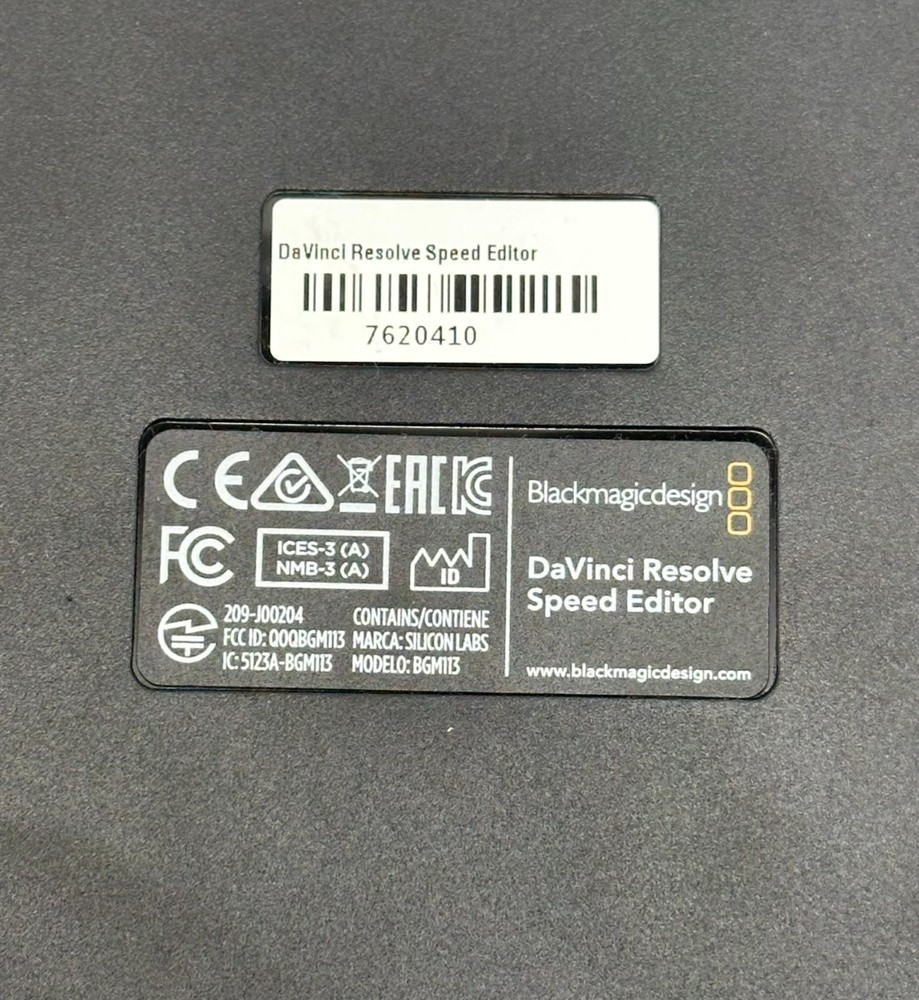 DaVinci Resolve Speed Editor
7620410
CE EAC KC
FC
ICES-3 (A)
NMB-3 (A)
ID
209-J00204
FCC ID: QOQBGM113
IC: 5123A-BGM113
CONTAINS/CONTIENE
MARCA: SILICON LABS
MODELO: BGM113
Blackmagicdesign
DaVinci Resolve
Speed Editor
www.blackmagicdesign.com